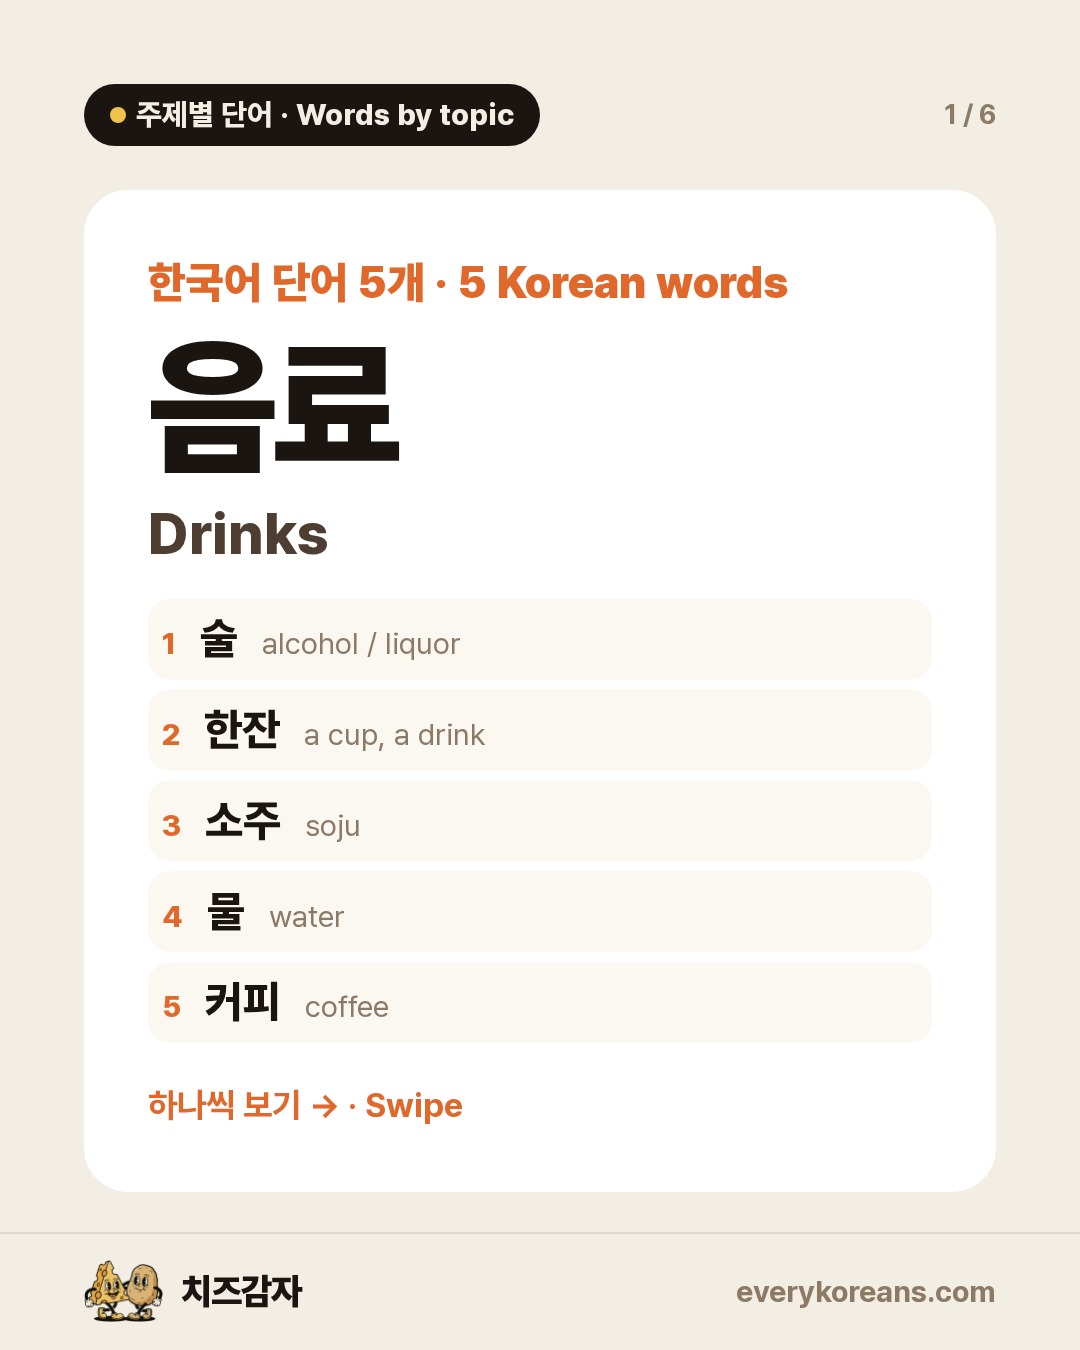 주제별 단어 · Words by topic
1 / 6
한국어 단어 5개 · 5 Korean words
음료
Drinks
1 술 alcohol / liquor
2 한잔 a cup, a drink
3 소주 soju
4 물 water
5 커피 coffee
하나씩 보기 → · Swipe
치즈감자
everykoreans.com